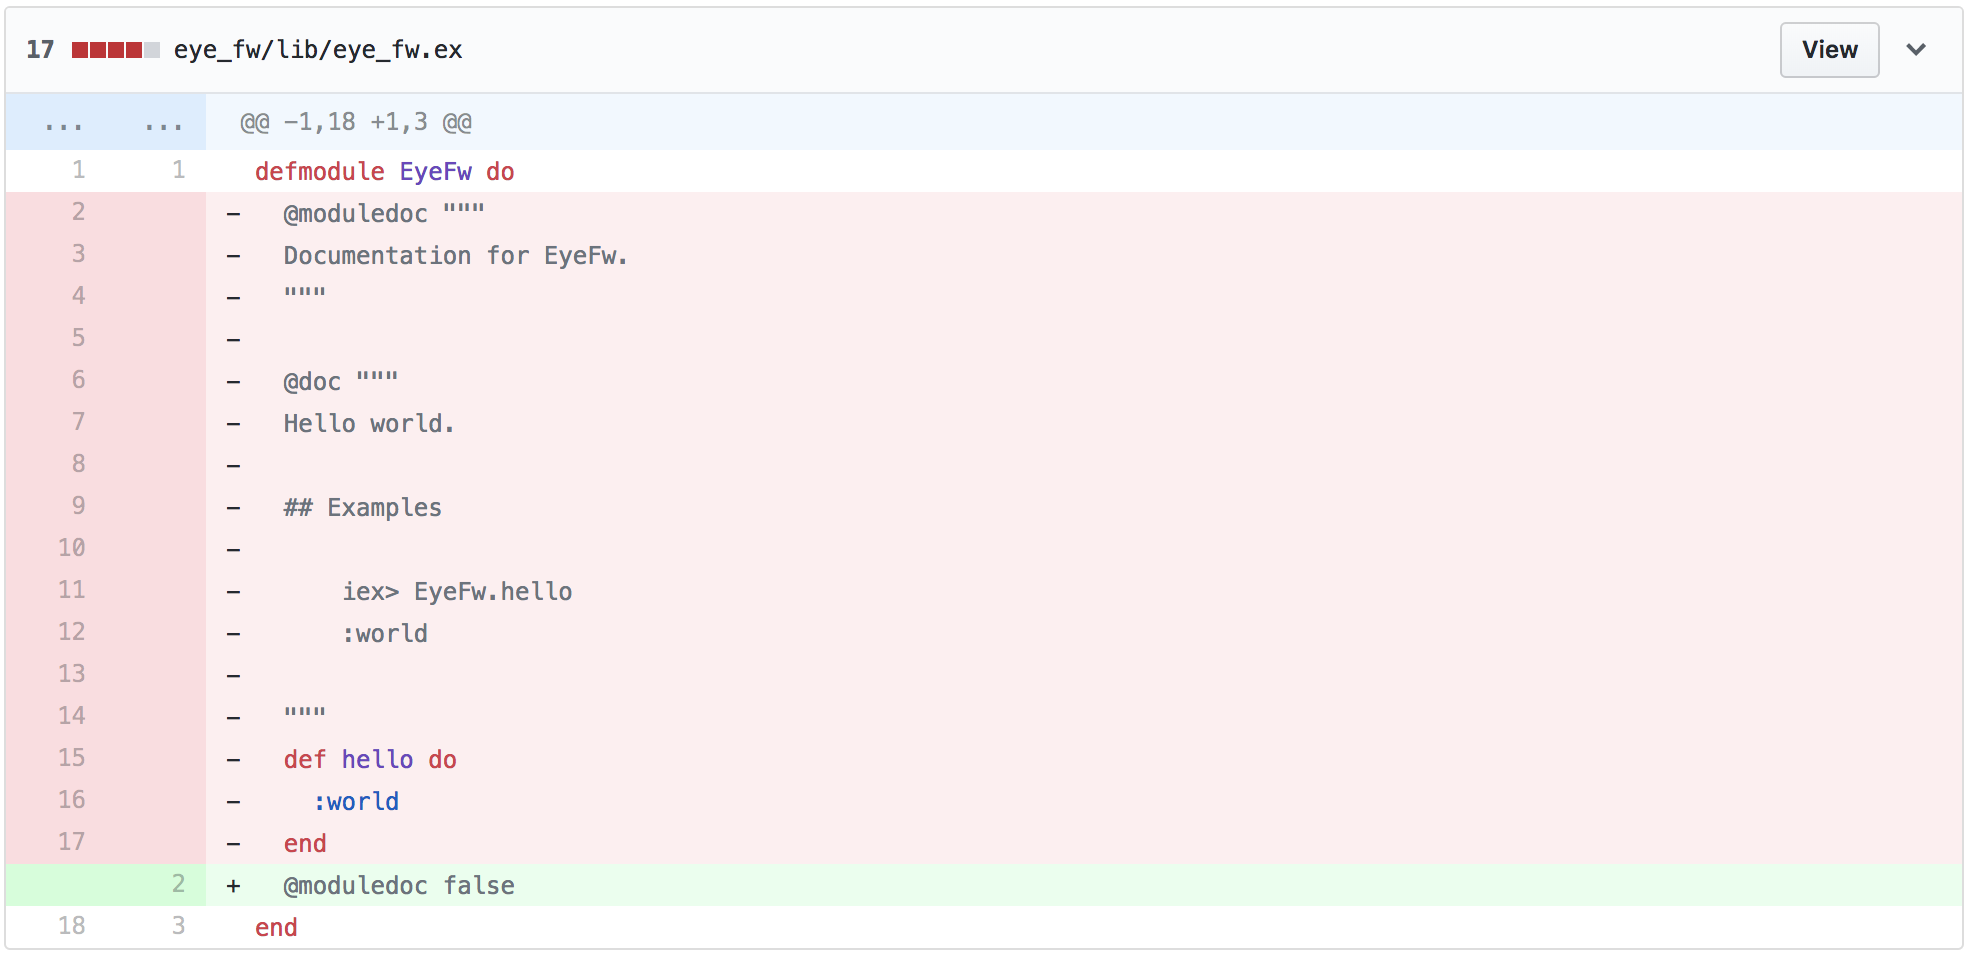 17 eye_fw/lib/eye_fw.ex View
... ... @@ -1,18 +1,3 @@
1 1 defmodule EyeFw do
2 - @moduledoc """
3 - Documentation for EyeFw.
4 - """
5 -
6 - @doc """
7 - Hello world.
8 -
9 - ## Examples
10 -
11 - iex> EyeFw.hello
12 - :world
13 -
14 - """
15 - def hello do
16 - :world
17 - end
2 + @moduledoc false
18 3 end